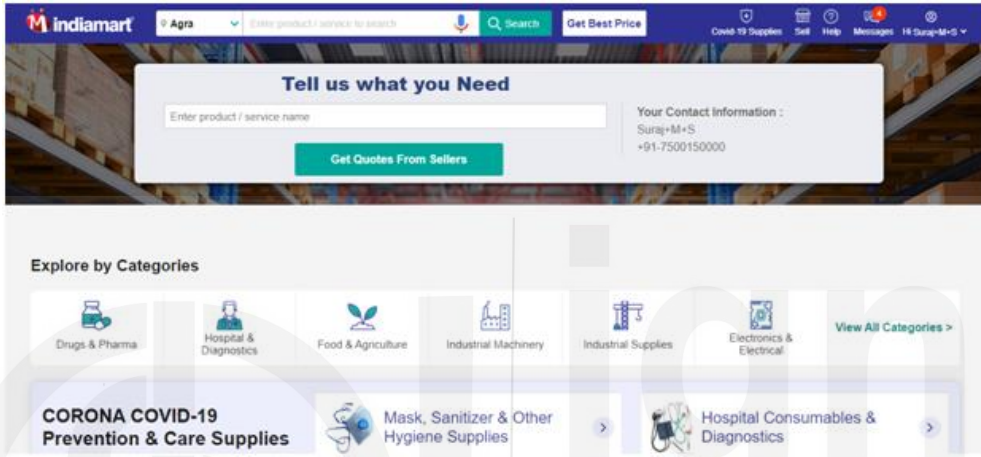 indiamart
Agra
Enter product / service to search
Search
Get Best Price
Covid-19 Supplies
Sell
Help
4
Messages
Hi Suraj+M+S
Tell us what you Need
Enter product / service name
Get Quotes From Sellers
Your Contact Information :
Suraj+M+S
+91-7500150000
Explore by Categories
Drugs & Pharma
Hospital &
Diagnostics
Food & Agriculture
Industrial Machinery
Industrial Supplies
Electronics &
Electrical
View All Categories >
CORONA COVID-19
Prevention & Care Supplies
Mask, Sanitizer & Other
Hygiene Supplies
Hospital Consumables &
Diagnostics